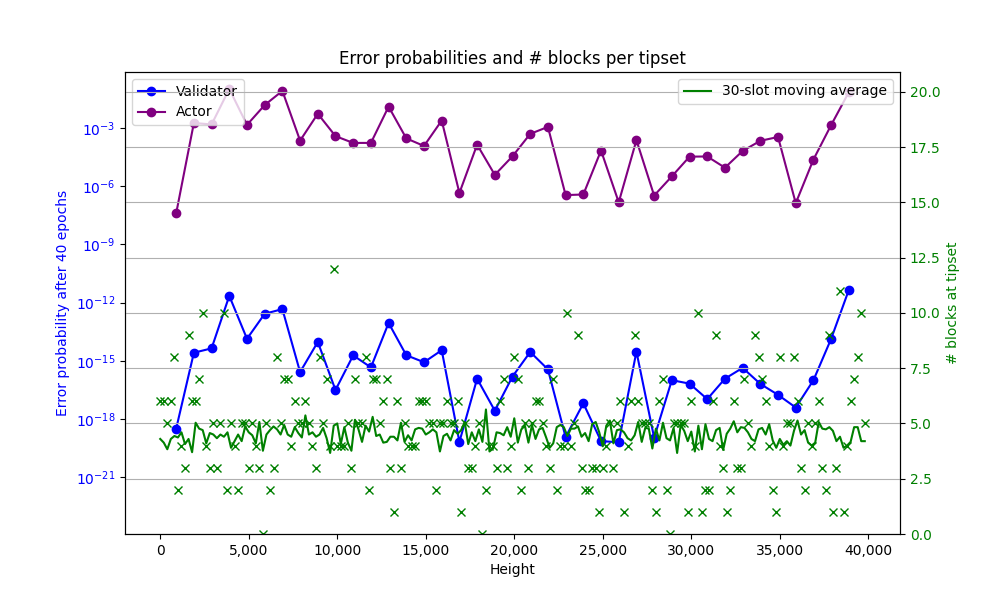 Error probabilities and # blocks per tipset
Validator
Actor
30-slot moving average
Error probability after 40 epochs
10⁻³
10⁻⁶
10⁻⁹
10⁻¹²
10⁻¹⁵
10⁻¹⁸
10⁻²¹
20.0
17.5
15.0
12.5
10.0
7.5
5.0
2.5
0.0
# blocks at tipset
0 5,000 10,000 15,000 20,000 25,000 30,000 35,000 40,000
Height